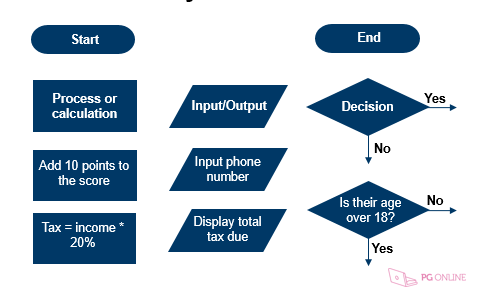 Start
End
Process or
calculation
Input/Output
Decision
Yes
No
Add 10 points to
the score
Input phone
number
Is their age
over 18?
No
Yes
Tax = income *
20%
Display total
tax due
PG ONLINE